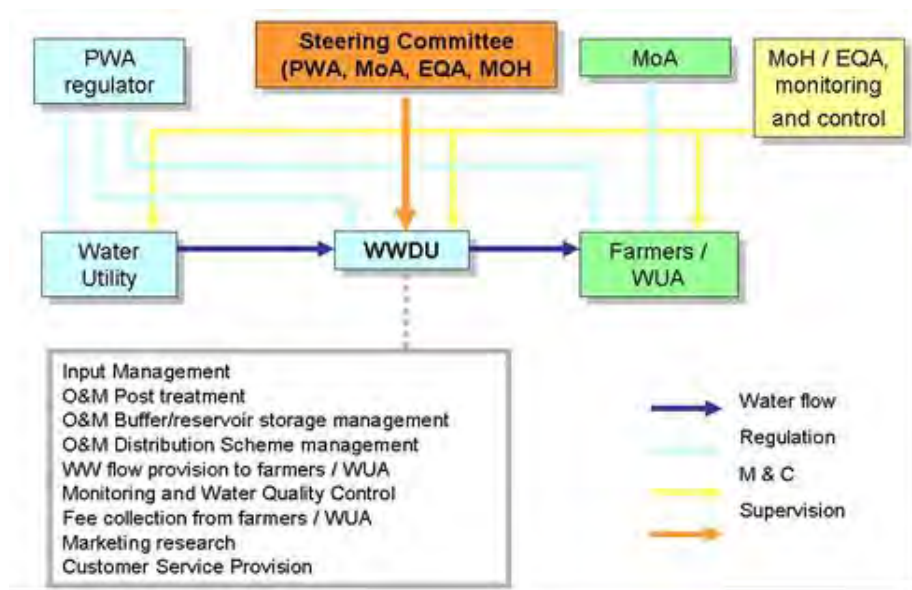 PWA
regulator
Steering Committee
(PWA, MoA, EQA, MOH
MoA
MoH / EQA,
monitoring
and control
Water
Utility
WWDU
Farmers /
WUA
Input Management
O&M Post treatment
O&M Buffer/reservoir storage management
O&M Distribution Scheme management
WW flow provision to farmers / WUA
Monitoring and Water Quality Control
Fee collection from farmers / WUA
Marketing research
Customer Service Provision
Water flow
Regulation
M & C
Supervision